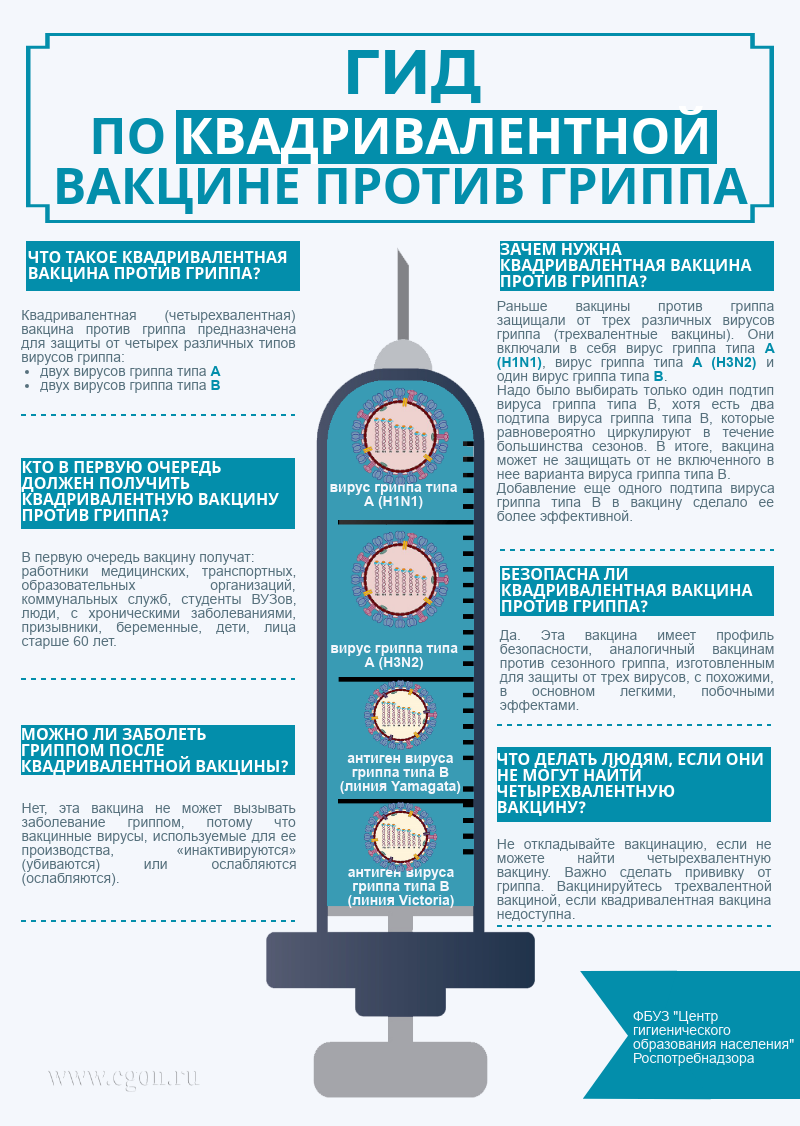 ГИД
ПО КВАДРИВАЛЕНТНОЙ
ВАКЦИНЕ ПРОТИВ ГРИППА
ЧТО ТАКОЕ КВАДРИВАЛЕНТНАЯ
ВАКЦИНА ПРОТИВ ГРИППА?
Квадривалентная (четырехвалентная)
вакцина против гриппа предназначена
для защиты от четырех различных типов
вирусов гриппа:
• двух вирусов гриппа типа А
• двух вирусов гриппа типа В
КТО В ПЕРВУЮ ОЧЕРЕДЬ
ДОЛЖЕН ПОЛУЧИТЬ
КВАДРИВАЛЕНТНУЮ ВАКЦИНУ
ПРОТИВ ГРИППА?
В первую очередь вакцину получат:
работники медицинских, транспортных,
образовательных организаций,
коммунальных служб, студенты ВУЗов,
люди, с хроническими заболеваниями,
призывники, беременные, дети, лица
старше 60 лет.
МОЖНО ЛИ ЗАБОЛЕТЬ
ГРИППОМ ПОСЛЕ
КВАДРИВАЛЕНТНОЙ ВАКЦИНЫ?
Нет, эта вакцина не может вызывать
заболевание гриппом, потому что
вакцинные вирусы, используемые для ее
производства, «инактивируются»
(убиваются) или ослабляются
(ослабляются).
вирус гриппа типа
А (H1N1)
вирус гриппа типа
А (H3N2)
антиген вируса
гриппа типа В
(линия Yamagata)
антиген вируса
гриппа типа В
(линия Victoria)
ЗАЧЕМ НУЖНА
КВАДРИВАЛЕНТНАЯ ВАКЦИНА
ПРОТИВ ГРИППА?
Раньше вакцины против гриппа
защищали от трех различных вирусов
гриппа (трехвалентные вакцины). Они
включали в себя вирус гриппа типа А
(H1N1), вирус гриппа типа А (H3N2) и
один вирус гриппа типа В.
Надо было выбирать только один подтип
вируса гриппа типа В, хотя есть два
подтипа вируса гриппа типа В, которые
равновероятно циркулируют в течение
большинства сезонов. В итоге, вакцина
может не защищать от не включенного в
нее варианта вируса гриппа типа В.
Добавление еще одного подтипа вируса
гриппа типа В в вакцину сделало ее
более эффективной.
БЕЗОПАСНА ЛИ
КВАДРИВАЛЕНТНАЯ ВАКЦИНА
ПРОТИВ ГРИППА?
Да. Эта вакцина имеет профиль
безопасности, аналогичный вакцинам
против сезонного гриппа, изготовленным
для защиты от трех вирусов, с похожими,
в основном легкими, побочными
эффектами.
ЧТО ДЕЛАТЬ ЛЮДЯМ, ЕСЛИ ОНИ
НЕ МОГУТ НАЙТИ
ЧЕТЫРЕХВАЛЕНТНУЮ
ВАКЦИНУ?
Не откладывайте вакцинацию, если не
можете найти четырехвалентную
вакцину. Важно сделать прививку от
гриппа. Вакцинируйтесь трехвалентной
вакциной, если квадривалентная вакцина
недоступна.
ФБУЗ "Центр
гигиенического
образования населения"
Роспотребнадзора
www.cgon.ru